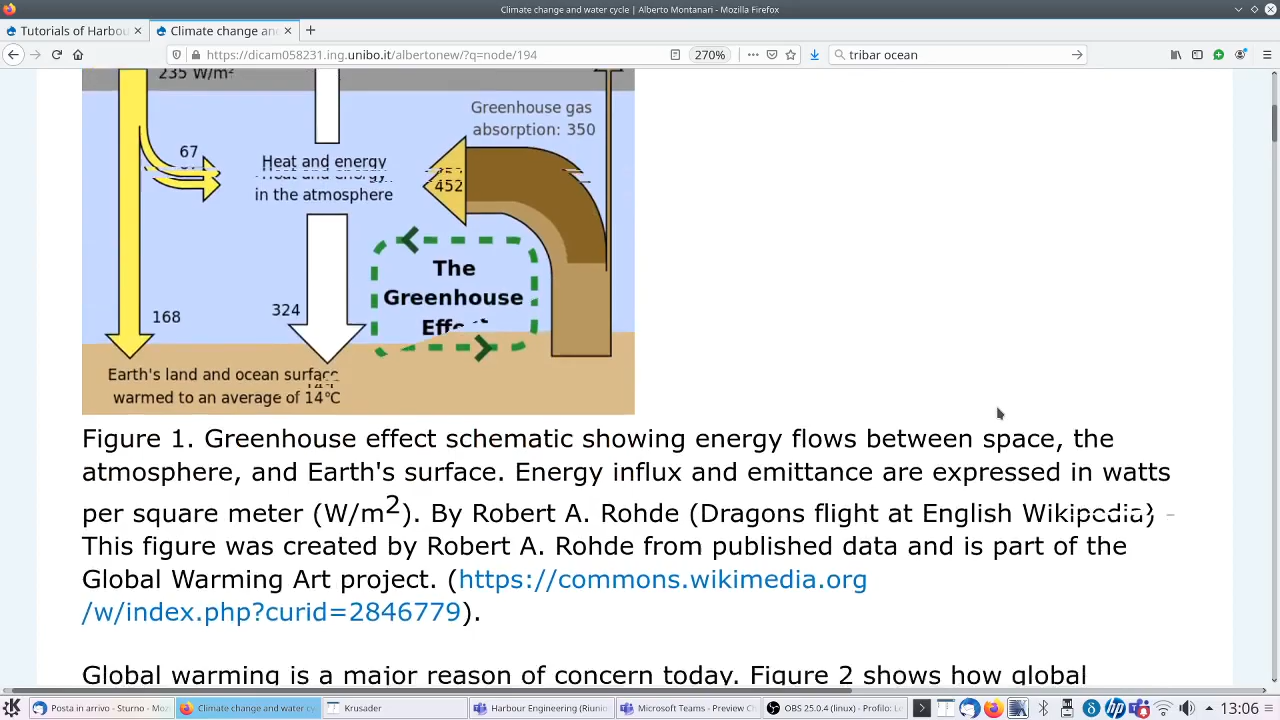 Climate change and water cycle | Alberto Montanari - Mozilla Firefox
Tutorials of Harbou
Climate change an
https://dicam058231.ing.unibo.it/albertonew/?q=node/194
270%
tribar ocean
235 W/m²
Greenhouse gas
absorption: 350
67
Heat and energy
in the atmosphere
452
The
Greenhouse
324
168
Earth's land and ocean surface
warmed to an average of 14°C
Figure 1. Greenhouse effect schematic showing energy flows between space, the
atmosphere, and Earth's surface. Energy influx and emittance are expressed in watts
per square meter (W/m2). By Robert A. Rohde (Dragons flight at English Wikipedia) -
This figure was created by Robert A. Rohde from published data and is part of the
Global Warming Art project. (https://commons.wikimedia.org
/w/index.php?curid=2846779).
Global warming is a major reason of concern today. Figure 2 shows how global
Posta in arrivo - Sturno - Moz
Climate change and water cy
Krusader
Harbour Engineering (Riunio
Microsoft Teams - Preview
OBS 25.0.4 (linux) - Profilo: U
13:06